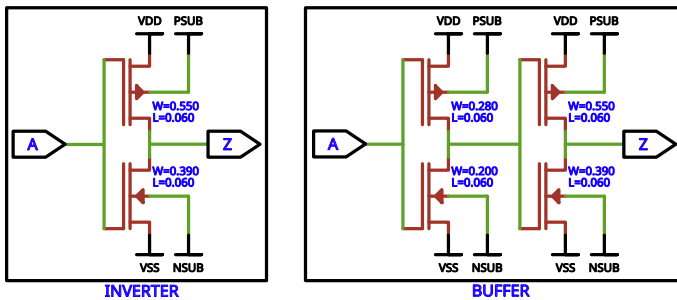 VDD PSUB
W=0.550
L=0.060
A Z
W=0.390
L=0.060
VSS NSUB
INVERTER
VDD PSUB VDD PSUB
W=0.280 W=0.550
L=0.060 L=0.060
A Z
W=0.200 W=0.390
L=0.060 L=0.060
VSS NSUB VSS NSUB
BUFFER